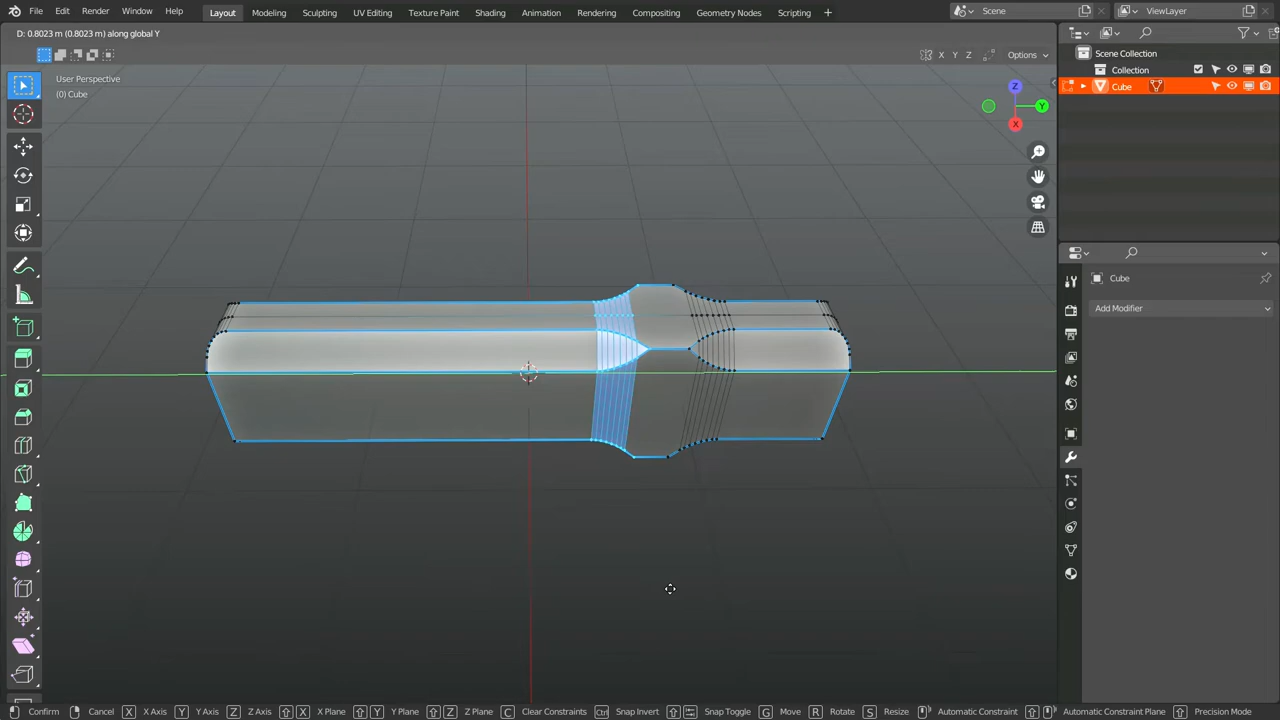 File Edit Render Window Help Layout Modeling Sculpting UV Editing Texture Paint Shading Animation Rendering Compositing Geometry Nodes Scripting + Scene ViewLayer
D: 0.8023 m (0.8023 m) along global Y
X Y Z Options
User Perspective
(0) Cube
Z
Y
X
Scene Collection
Collection
Cube
Cube
Add Modifier
Confirm Cancel X X Axis Y Y Axis Z Z Axis X X Plane Y Y Plane Z Z Plane C Clear Constraints Ctrl Snap Invert Snap Toggle G Move R Rotate S Resize Automatic Constraint Automatic Constraint Plane Precision Mode